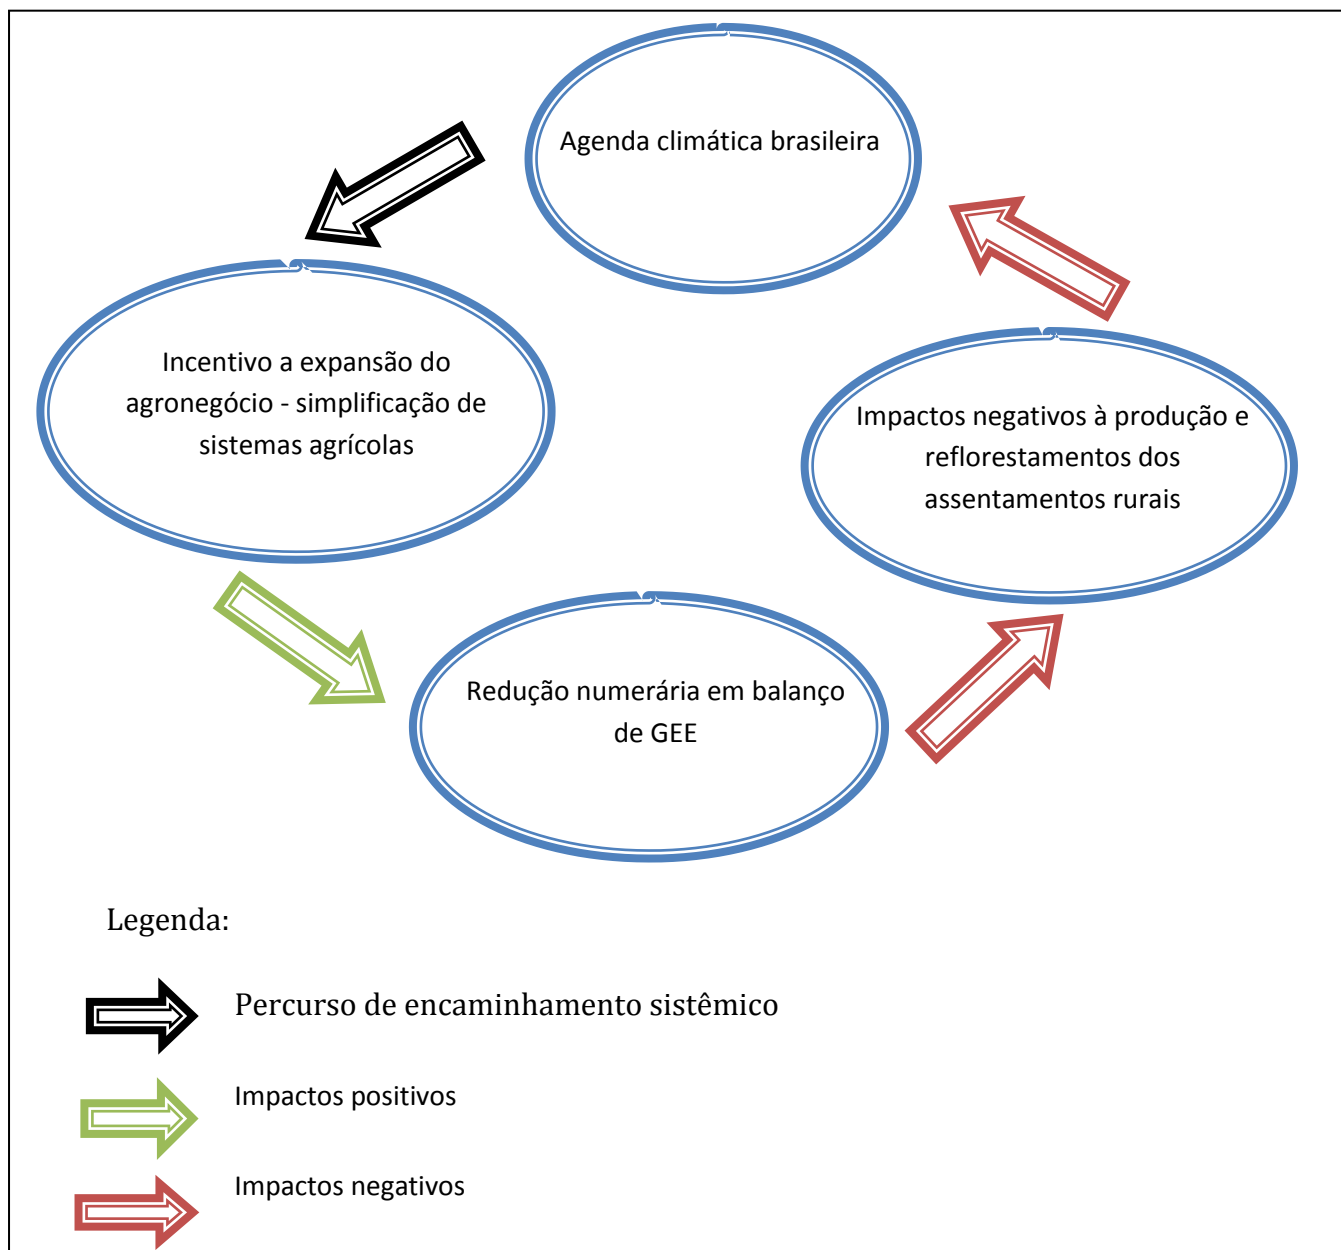 Agenda climática brasileira
Incentivo a expansão do
agronegócio - simplificação de
sistemas agrícolas
Impactos negativos à produção e
reflorestamentos dos
assentamentos rurais
Redução numerária em balanço
de GEE
Legenda:
Percurso de encaminhamento sistêmico
Impactos positivos
Impactos negativos